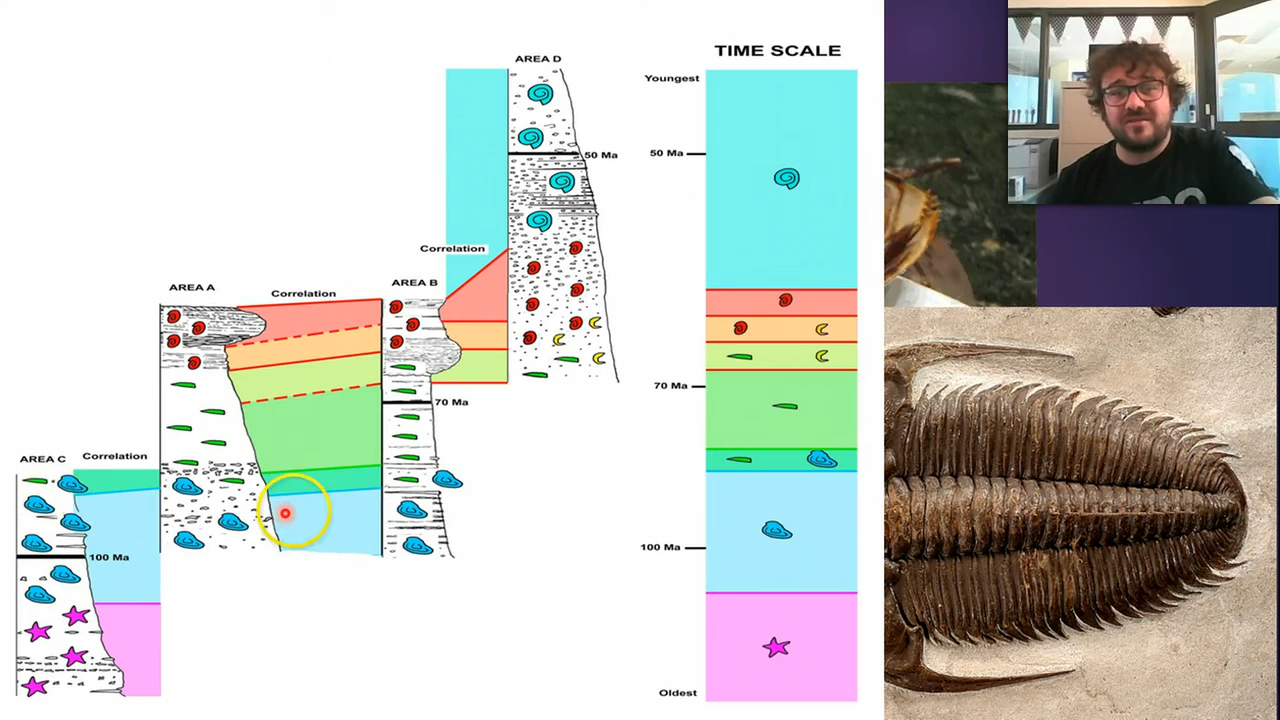 TIME SCALE
AREA D
Youngest
50 Ma
50 Ma
Correlation
AREA A
Correlation
AREA B
70 Ma
70 Ma
AREA C
Correlation
100 Ma
100 Ma
Oldest